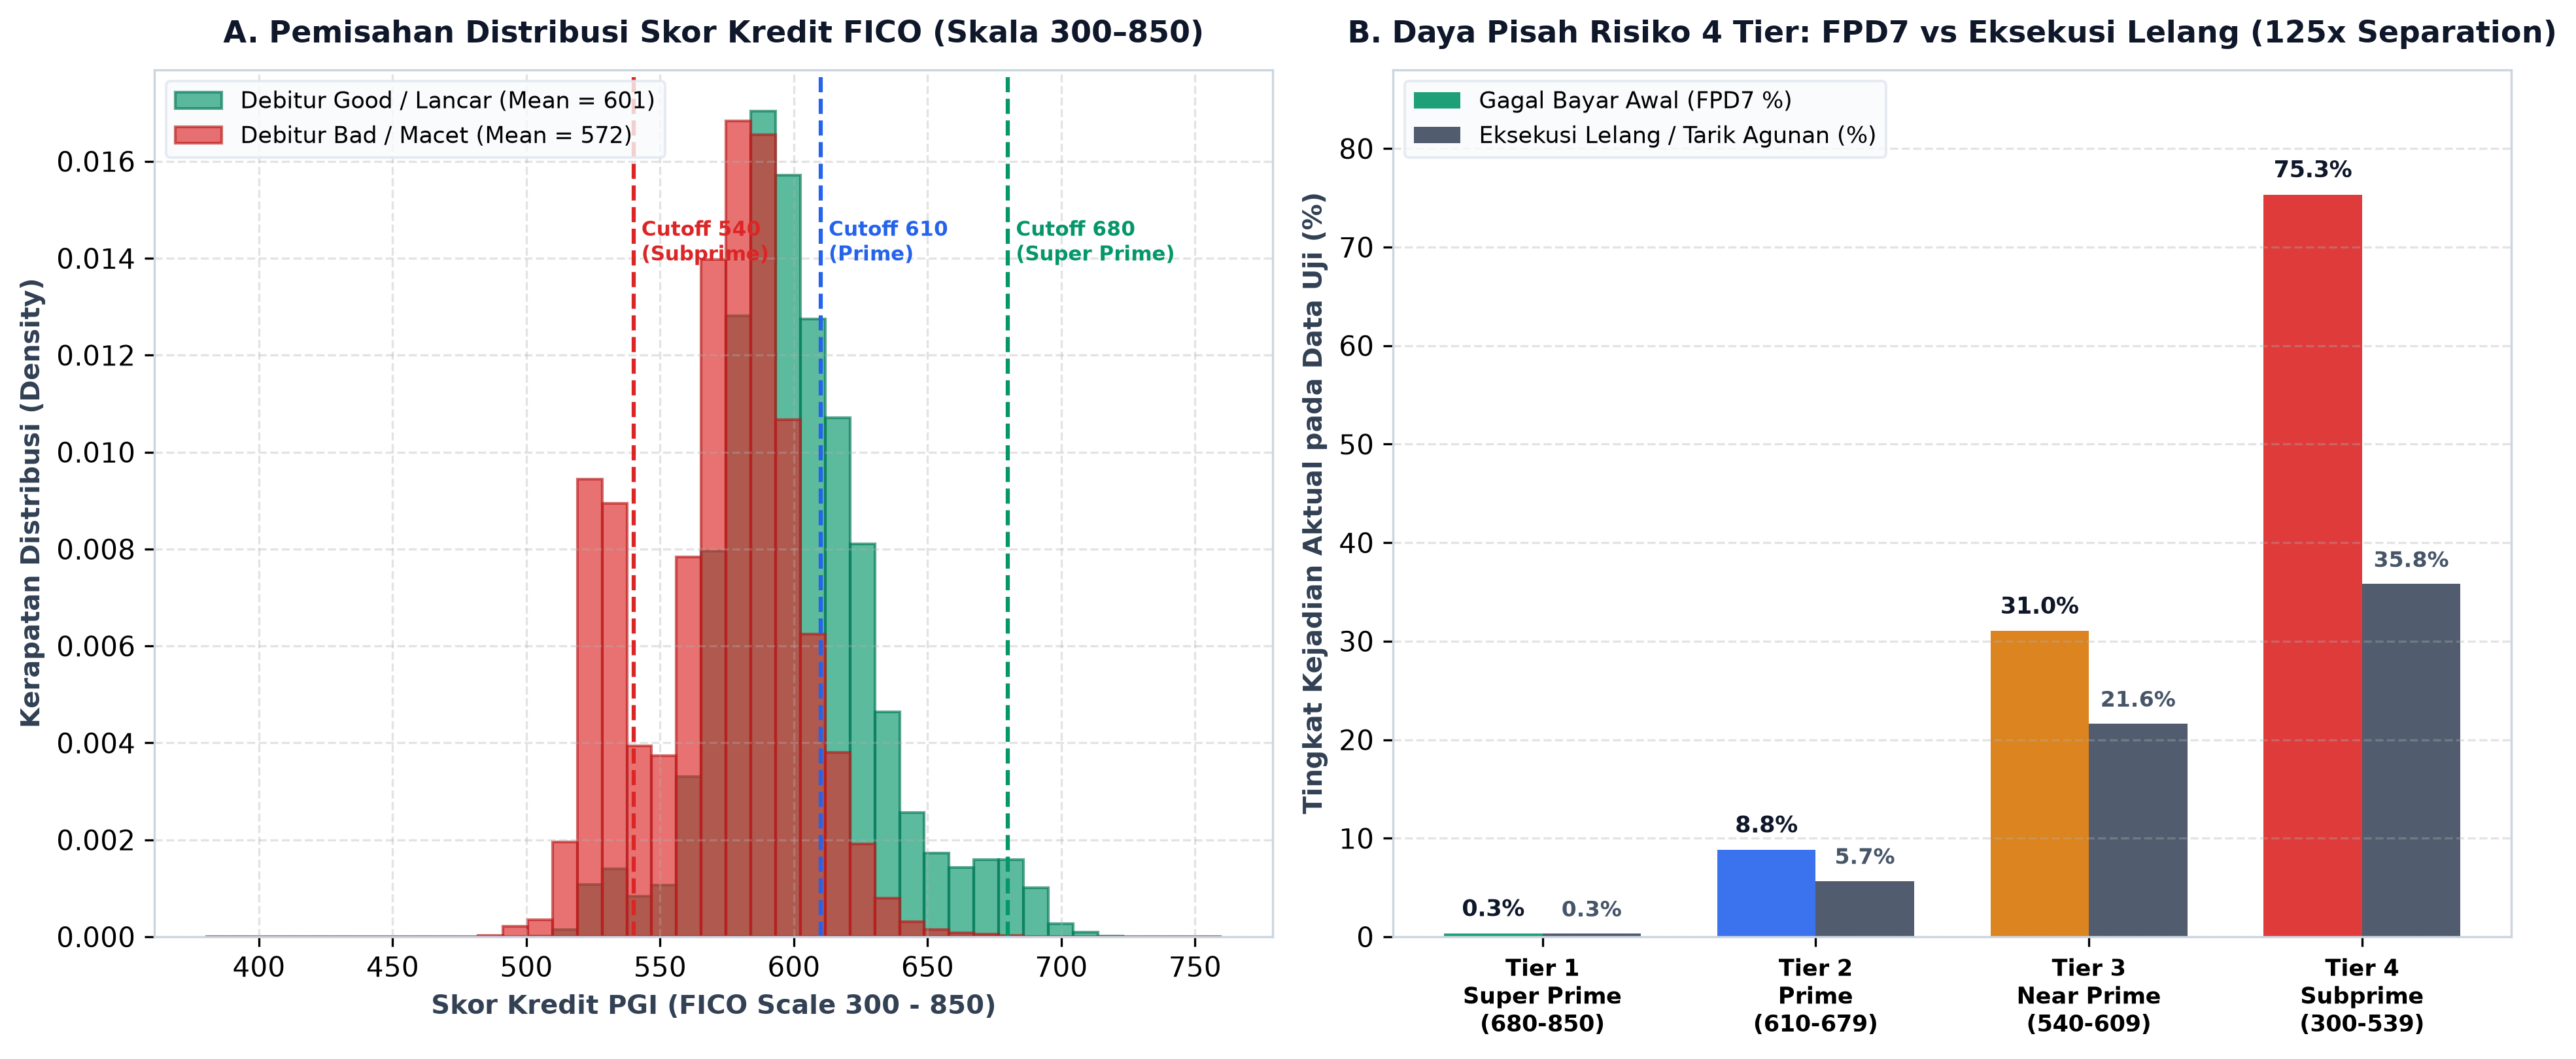 A. Pemisahan Distribusi Skor Kredit FICO (Skala 300–850)
Debitur Good / Lancar (Mean = 601)
Debitur Bad / Macet (Mean = 572)
Cutoff 540
(Subprime)
Cutoff 610
(Prime)
Cutoff 680
(Super Prime)
Kerapatan Distribusi (Density)
0.016
0.014
0.012
0.010
0.008
0.006
0.004
0.002
0.000
400 450 500 550 600 650 700 750
Skor Kredit PGI (FICO Scale 300 - 850)
B. Daya Pisah Risiko 4 Tier: FPD7 vs Eksekusi Lelang (125x Separation)
Gagal Bayar Awal (FPD7 %)
Eksekusi Lelang / Tarik Agunan (%)
Tingkat Kejadian Aktual pada Data Uji (%)
80
70
60
50
40
30
20
10
0
0.3% 0.3%
8.8% 5.7%
31.0% 21.6%
75.3% 35.8%
Tier 1
Super Prime
(680-850)
Tier 2
Prime
(610-679)
Tier 3
Near Prime
(540-609)
Tier 4
Subprime
(300-539)